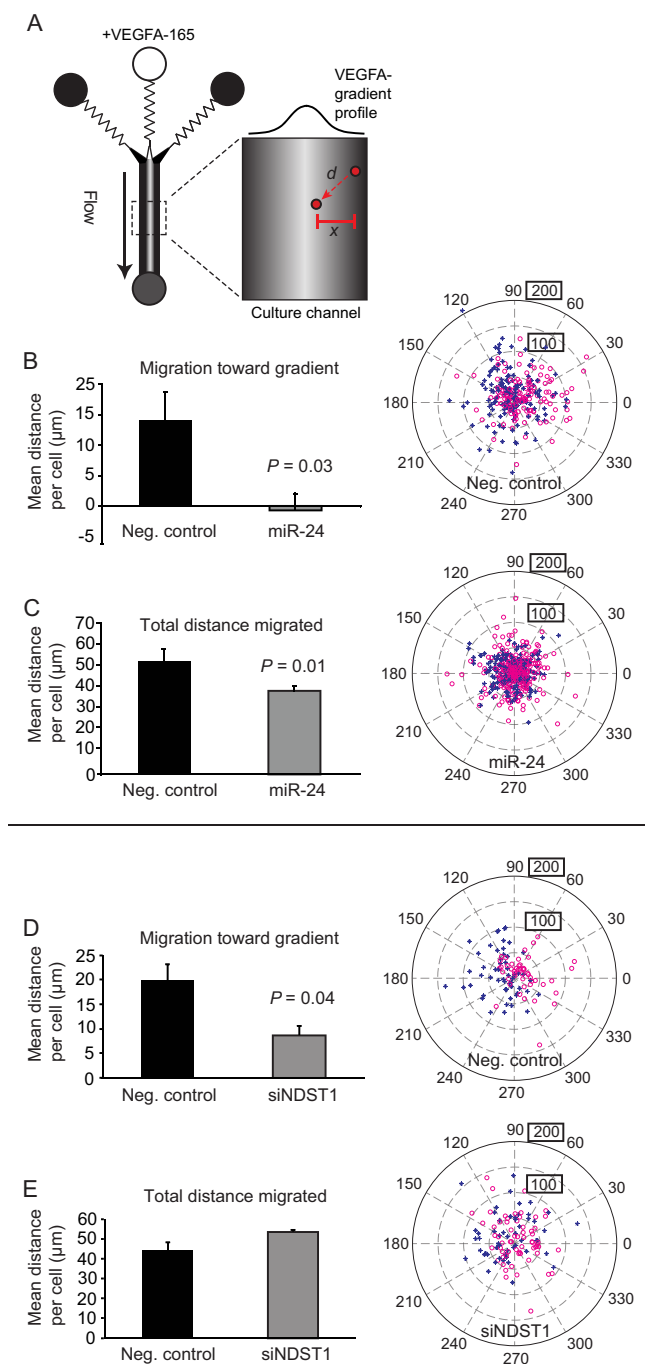 A
+VEGFA-165
VEGFA-
gradient
profile
d
x
Flow
Culture channel
B
Migration toward gradient
Mean distance
per cell (µm)
25
15
10
5
0
-5
P = 0.03
Neg. control
miR-24
90
200
120
60
100
150
30
180
0
210
330
Neg. control
240
300
270
C
Total distance migrated
Mean distance
per cell (µm)
70
60
50
40
30
20
10
0
P = 0.01
Neg. control
miR-24
90
200
120
60
100
150
30
180
0
210
330
miR-24
240
300
270
D
Migration toward gradient
Mean distance
per cell (µm)
25
20
15
10
5
0
P = 0.04
Neg. control
siNDST1
90
200
120
60
100
150
30
180
0
210
330
Neg. control
240
300
270
E
Total distance migrated
Mean distance
per cell (µm)
60
50
40
30
20
10
0
Neg. control
siNDST1
90
200
120
60
100
150
30
180
0
210
330
siNDST1
240
300
270